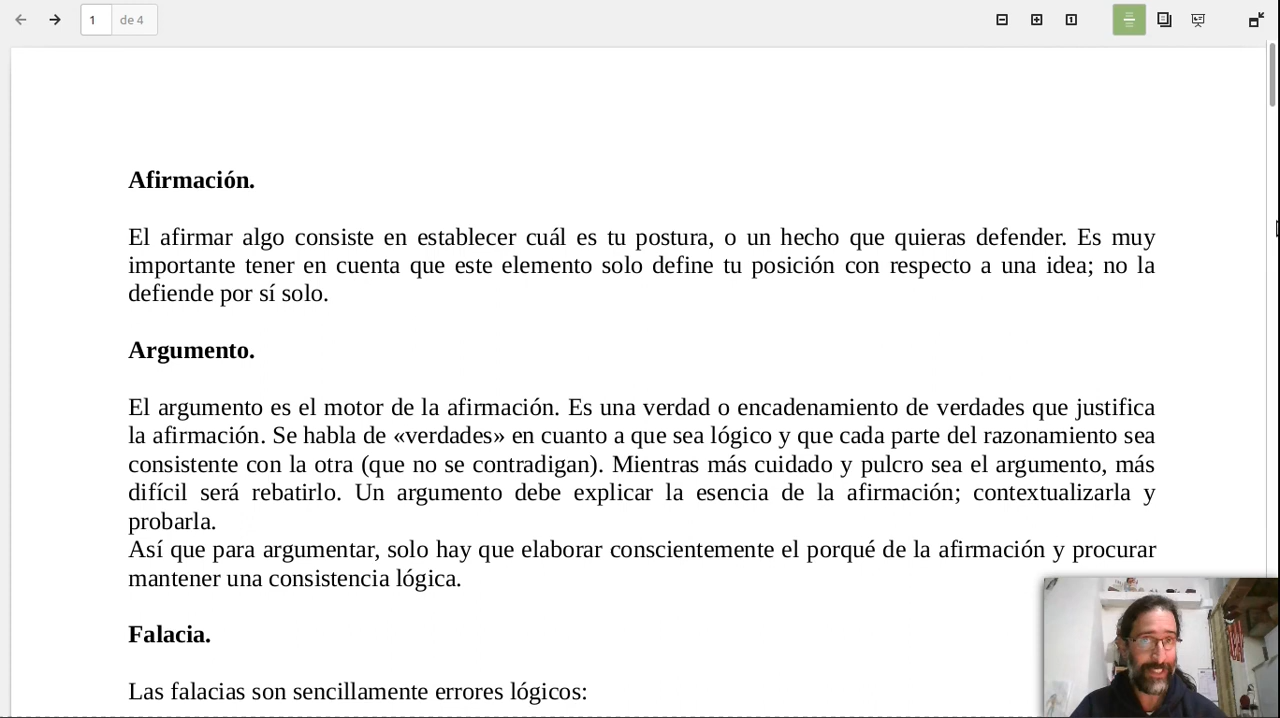 1 de 4
Afirmación.
El afirmar algo consiste en establecer cuál es tu postura, o un hecho que quieras defender. Es muy
importante tener en cuenta que este elemento solo define tu posición con respecto a una idea; no la
defiende por sí solo.
Argumento.
El argumento es el motor de la afirmación. Es una verdad o encadenamiento de verdades que justifica
la afirmación. Se habla de «verdades» en cuanto a que sea lógico y que cada parte del razonamiento sea
consistente con la otra (que no se contradigan). Mientras más cuidado y pulcro sea el argumento, más
difícil será rebatirlo. Un argumento debe explicar la esencia de la afirmación; contextualizarla y
probarla.
Así que para argumentar, solo hay que elaborar conscientemente el porqué de la afirmación y procurar
mantener una consistencia lógica.
Falacia.
Las falacias son sencillamente errores lógicos: